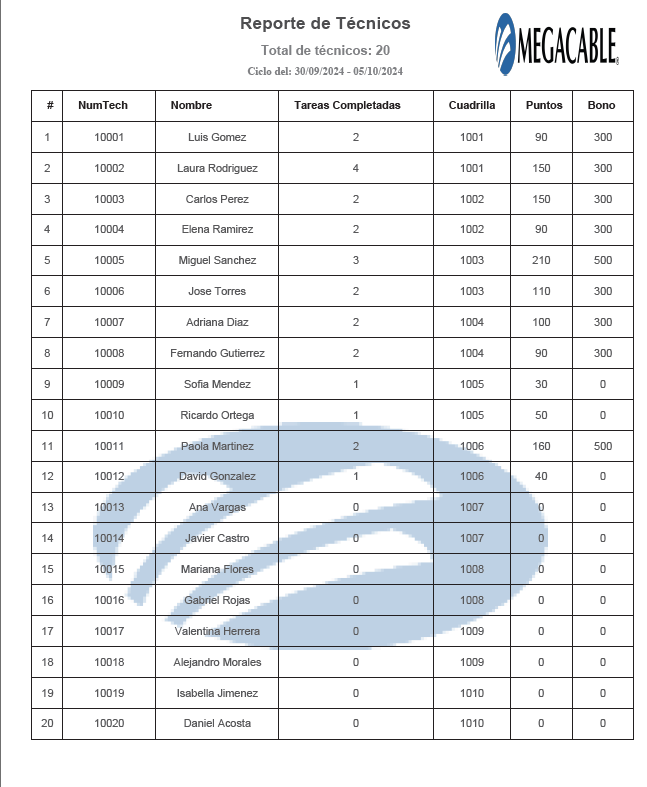 Reporte de Técnicos
Total de técnicos: 20
Ciclo del: 30/09/2024 - 05/10/2024
MEGACABLE®
# NumTech Nombre Tareas Completadas Cuadrilla Puntos Bono
1 10001 Luis Gomez 2 1001 90 300
2 10002 Laura Rodriguez 4 1001 150 300
3 10003 Carlos Perez 2 1002 150 300
4 10004 Elena Ramirez 2 1002 90 300
5 10005 Miguel Sanchez 3 1003 210 500
6 10006 Jose Torres 2 1003 110 300
7 10007 Adriana Diaz 2 1004 100 300
8 10008 Fernando Gutierrez 2 1004 90 300
9 10009 Sofia Mendez 1 1005 30 0
10 10010 Ricardo Ortega 1 1005 50 0
11 10011 Paola Martinez 2 1006 160 500
12 10012 David Gonzalez 1 1006 40 0
13 10013 Ana Vargas 0 1007 0 0
14 10014 Javier Castro 0 1007 0 0
15 10015 Mariana Flores 0 1008 0 0
16 10016 Gabriel Rojas 0 1008 0 0
17 10017 Valentina Herrera 0 1009 0 0
18 10018 Alejandro Morales 0 1009 0 0
19 10019 Isabella Jimenez 0 1010 0 0
20 10020 Daniel Acosta 0 1010 0 0